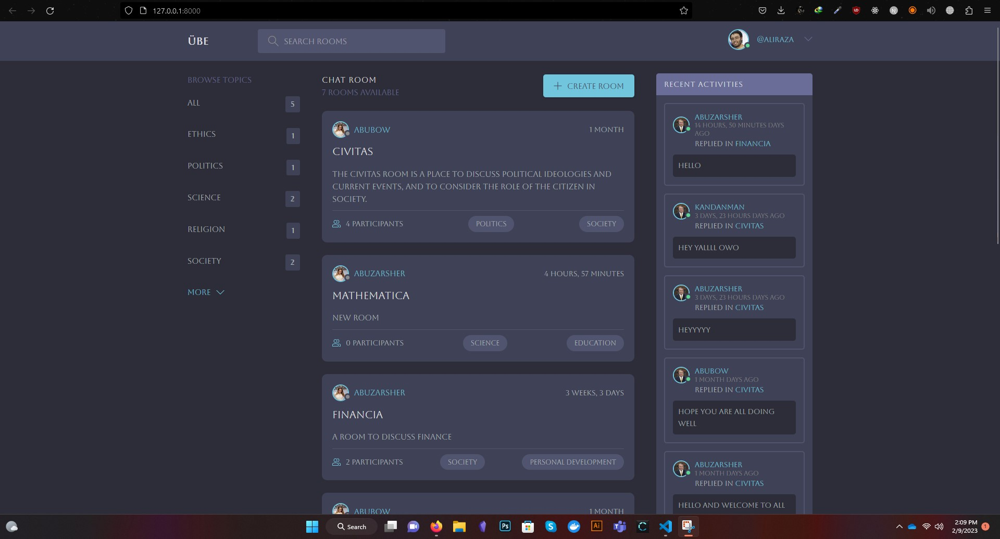 127.0.0.1:8000
ÜBE
SEARCH ROOMS
@ALIRAZA
BROWSE TOPICS
ALL 5
ETHICS 1
POLITICS 1
SCIENCE 2
RELIGION 1
SOCIETY 2
MORE
CHAT ROOM
7 ROOMS AVAILABLE
CREATE ROOM
ABUBOW 1 MONTH
CIVITAS
THE CIVITAS ROOM IS A PLACE TO DISCUSS POLITICAL IDEOLOGIES AND
CURRENT EVENTS, AND TO CONSIDER THE ROLE OF THE CITIZEN IN
SOCIETY.
4 PARTICIPANTS POLITICS SOCIETY
ABUZARSHER 4 HOURS, 57 MINUTES
MATHEMATICA
NEW ROOM
0 PARTICIPANTS SCIENCE EDUCATION
ABUZARSHER 3 WEEKS, 3 DAYS
FINANCIA
A ROOM TO DISCUSS FINANCE
2 PARTICIPANTS SOCIETY PERSONAL DEVELOPMENT
ABUBOW 1 MONTH
RECENT ACTIVITIES
ABUZARSHER
14 HOURS, 50 MINUTES DAYS
AGO
REPLIED IN FINANCIA
HELLO
KANDANMAN
3 DAYS, 23 HOURS DAYS AGO
REPLIED IN CIVITAS
HEY YALLLL OWO
ABUZARSHER
3 DAYS, 23 HOURS DAYS AGO
REPLIED IN CIVITAS
HEYYYYY
ABUBOW
1 MONTH DAYS AGO
REPLIED IN CIVITAS
HOPE YOU ARE ALL DOING
WELL
ABUZARSHER
1 MONTH DAYS AGO
REPLIED IN CIVITAS
HELLO AND WELCOME TO ALL
Search
Ps
Ai
2:09 PM
2/9/2023
1